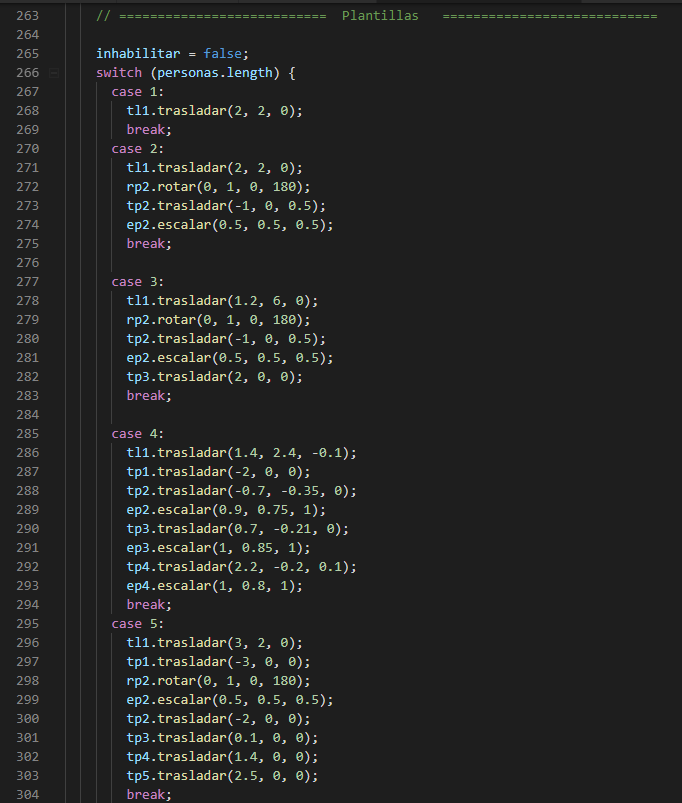 263 // =========================== Plantillas ============================
264
265 inhabilitar = false;
266 switch (personas.length) {
267 case 1:
268 tl1.trasladar(2, 2, 0);
269 break;
270 case 2:
271 tl1.trasladar(2, 2, 0);
272 rp2.rotar(0, 1, 0, 180);
273 tp2.trasladar(-1, 0, 0.5);
274 ep2.escalar(0.5, 0.5, 0.5);
275 break;
276
277 case 3:
278 tl1.trasladar(1.2, 6, 0);
279 rp2.rotar(0, 1, 0, 180);
280 tp2.trasladar(-1, 0, 0.5);
281 ep2.escalar(0.5, 0.5, 0.5);
282 tp3.trasladar(2, 0, 0);
283 break;
284
285 case 4:
286 tl1.trasladar(1.4, 2.4, -0.1);
287 tp1.trasladar(-2, 0, 0);
288 tp2.trasladar(-0.7, -0.35, 0);
289 ep2.escalar(0.9, 0.75, 1);
290 tp3.trasladar(0.7, -0.21, 0);
291 ep3.escalar(1, 0.85, 1);
292 tp4.trasladar(2.2, -0.2, 0.1);
293 ep4.escalar(1, 0.8, 1);
294 break;
295 case 5:
296 tl1.trasladar(3, 2, 0);
297 tp1.trasladar(-3, 0, 0);
298 rp2.rotar(0, 1, 0, 180);
299 ep2.escalar(0.5, 0.5, 0.5);
300 tp2.trasladar(-2, 0, 0);
301 tp3.trasladar(0.1, 0, 0);
302 tp4.trasladar(1.4, 0, 0);
303 tp5.trasladar(2.5, 0, 0);
304 break;